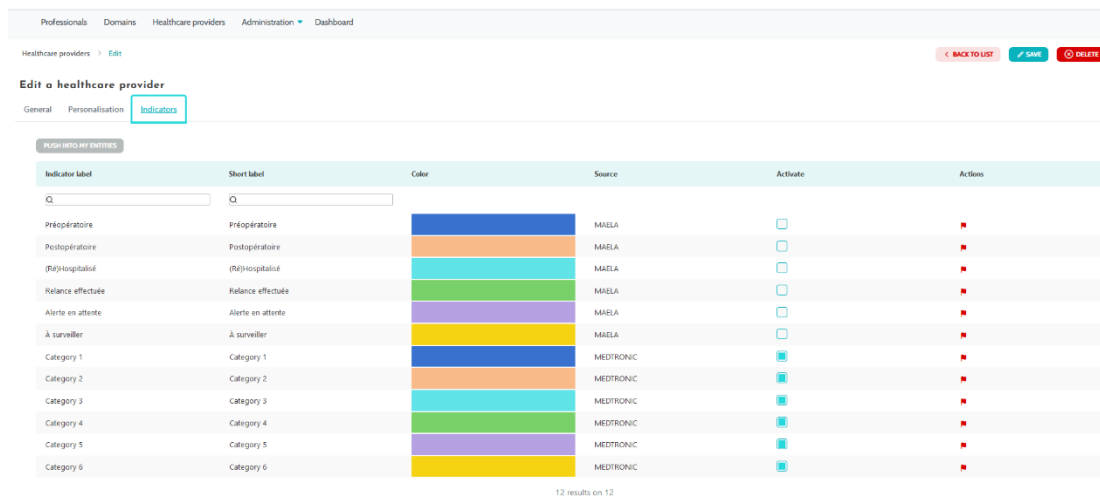 Professionals Domains Healthcare providers Administration Dashboard
Healthcare providers > Edit < BACK TO LIST SAVE DELETE
Edit a healthcare provider
General Personalisation Indicators
PUSH INTO MY ENTITIES
Indicator label Short label Color Source Activate Actions
Préopératoire Préopératoire MAELA
Postopératoire Postopératoire MAELA
(Ré)Hospitalisé (Ré)Hospitalisé MAELA
Relance effectuée Relance effectuée MAELA
Alerte en attente Alerte en attente MAELA
À surveiller À surveiller MAELA
Category 1 Category 1 MEDTRONIC
Category 2 Category 2 MEDTRONIC
Category 3 Category 3 MEDTRONIC
Category 4 Category 4 MEDTRONIC
Category 5 Category 5 MEDTRONIC
Category 6 Category 6 MEDTRONIC
12 results on 12